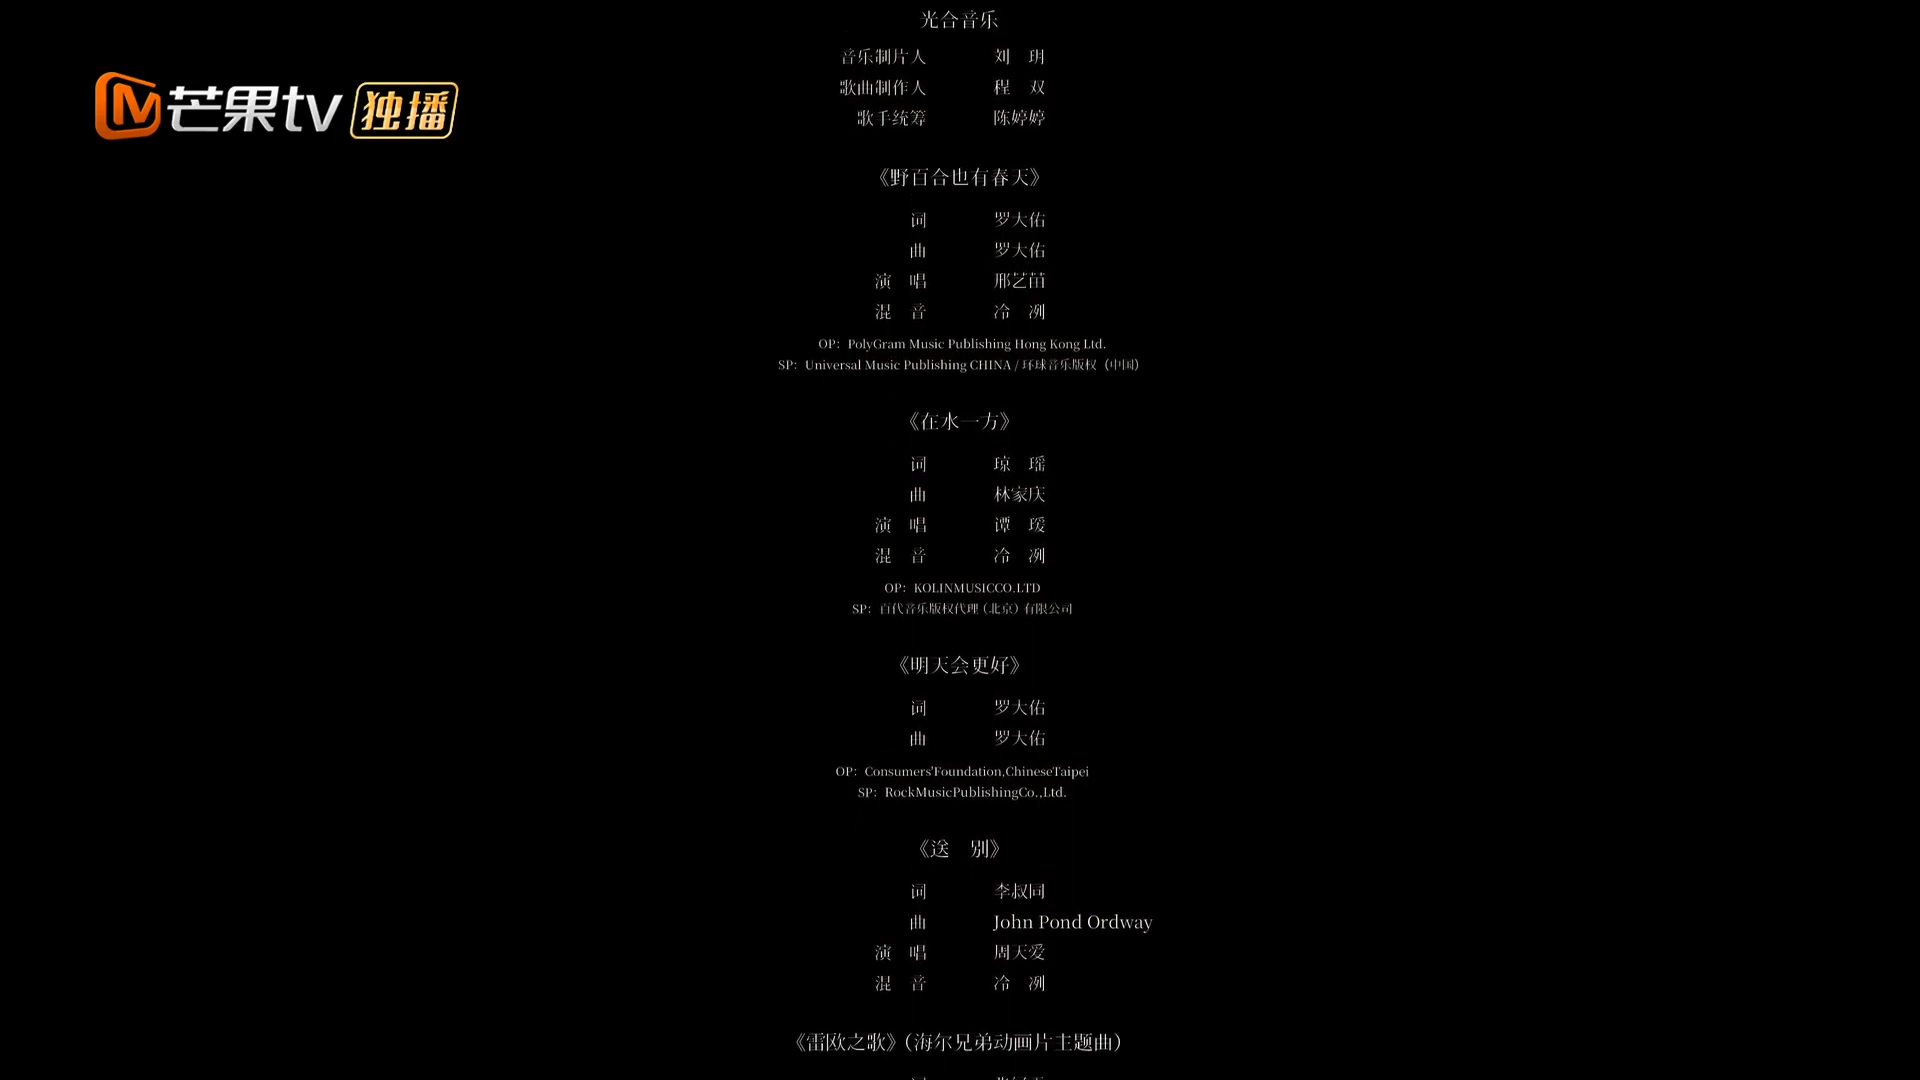 光合音乐
音乐制片人 刘 玥
歌曲制作人 程 双
歌手统筹 陈婷婷
芒果tv 独播
《野百合也有春天》
词 罗大佑
曲 罗大佑
演 唱 邢艺苗
混 音 冷 冽
OP: PolyGram Music Publishing Hong Kong Ltd.
SP: Universal Music Publishing CHINA / 环球音乐版权（中国）
《在水一方》
词 琼 瑶
曲 林家庆
演 唱 谭 瑗
混 音 冷 冽
OP: KOLINMUSICCO.LTD
SP: 百代音乐版权代理（北京）有限公司
《明天会更好》
词 罗大佑
曲 罗大佑
OP: Consumers'Foundation,ChineseTaipei
SP: RockMusicPublishingCo.,Ltd.
《送 别》
词 李叔同
曲 John Pond Ordway
演 唱 周天爱
混 音 冷 冽
《雷欧之歌》（海尔兄弟动画片主题曲）